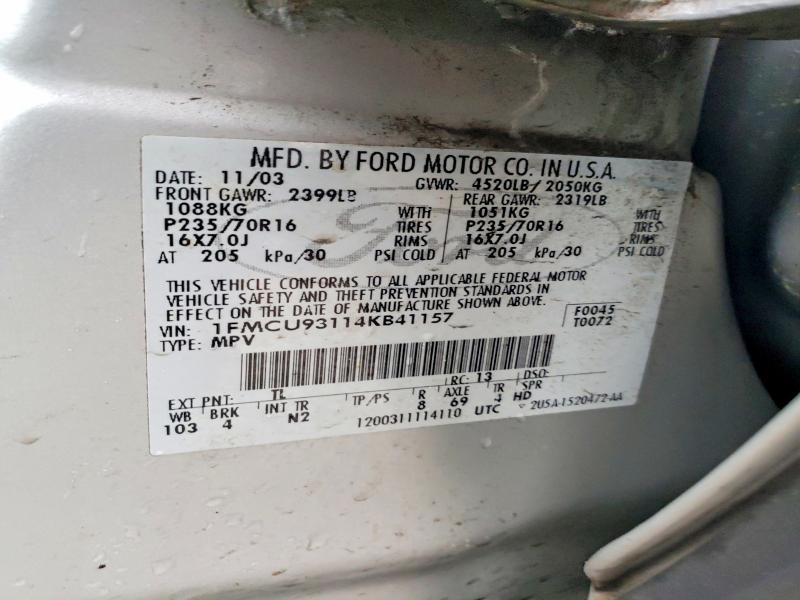 MFD. BY FORD MOTOR CO. IN U.S.A.
DATE: 11/03 GVWR: 4520LB/ 2050KG
FRONT GAWR: 2399LB REAR GAWR: 2319LB
1088KG WITH 1051KG WITH
P235/70R16 TIRES P235/70R16 TIRES
16X7.0J RIMS 16X7.0J RIMS
AT 205 kPa/30 PSI COLD AT 205 kPa/30 PSI COLD
Ford
THIS VEHICLE CONFORMS TO ALL APPLICABLE FEDERAL MOTOR
VEHICLE SAFETY AND THEFT PREVENTION STANDARDS IN
EFFECT ON THE DATE OF MANUFACTURE SHOWN ABOVE.
VIN: 1FMCU93114KB41157 F0045
TYPE: MPV T0072
EXT PNT: TL RC: 13 DSO:
WB BRK INT TR TP/PS R AXLE TR SPR
103 4 N2 8 69 4 HD
1200311114110 UTC 2U5A-1520472-AA